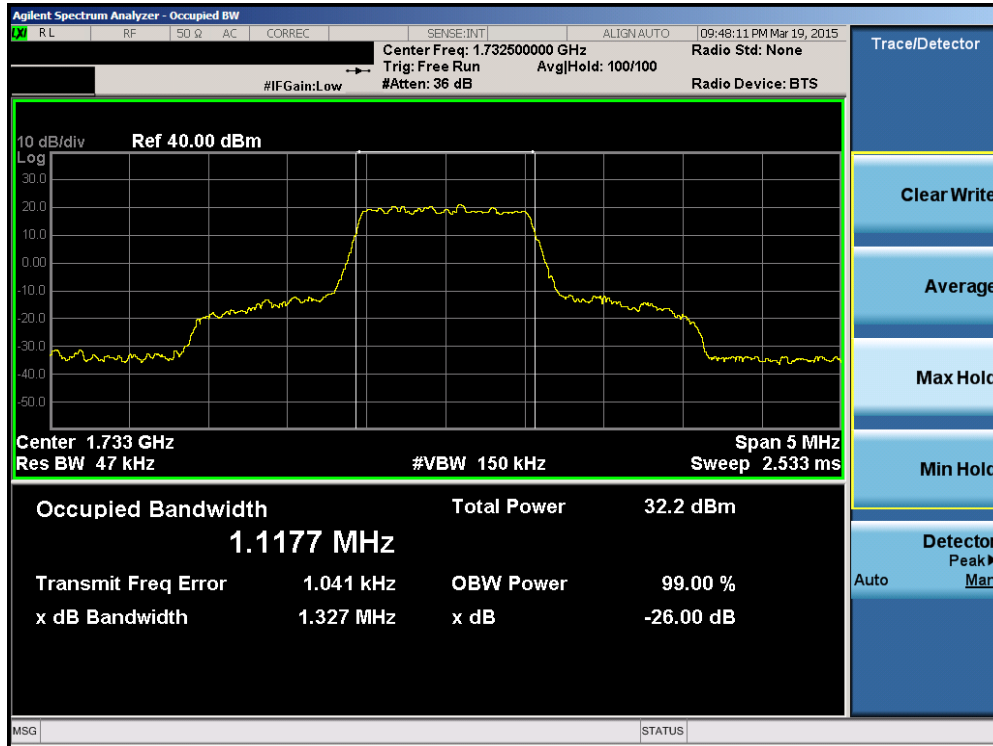 Agilent Spectrum Analyzer - Occupied BW
LXI RL RF 50 Ω AC CORREC SENSE:INT ALIGN AUTO 09:48:11 PM Mar 19, 2015
Center Freq: 1.732500000 GHz Radio Std: None
Trig: Free Run Avg|Hold: 100/100
#IFGain:Low #Atten: 36 dB Radio Device: BTS
Trace/Detector
10 dB/div Ref 40.00 dBm
Log
30.0
20.0
10.0
0.00
-10.0
-20.0
-30.0
-40.0
-50.0
Center 1.733 GHz Span 5 MHz
Res BW 47 kHz #VBW 150 kHz Sweep 2.533 ms
Occupied Bandwidth Total Power 32.2 dBm
1.1177 MHz
Transmit Freq Error 1.041 kHz OBW Power 99.00 %
x dB Bandwidth 1.327 MHz x dB -26.00 dB
Clear Write
Average
Max Hold
Min Hold
Detector
Peak
Auto Man
MSG STATUS